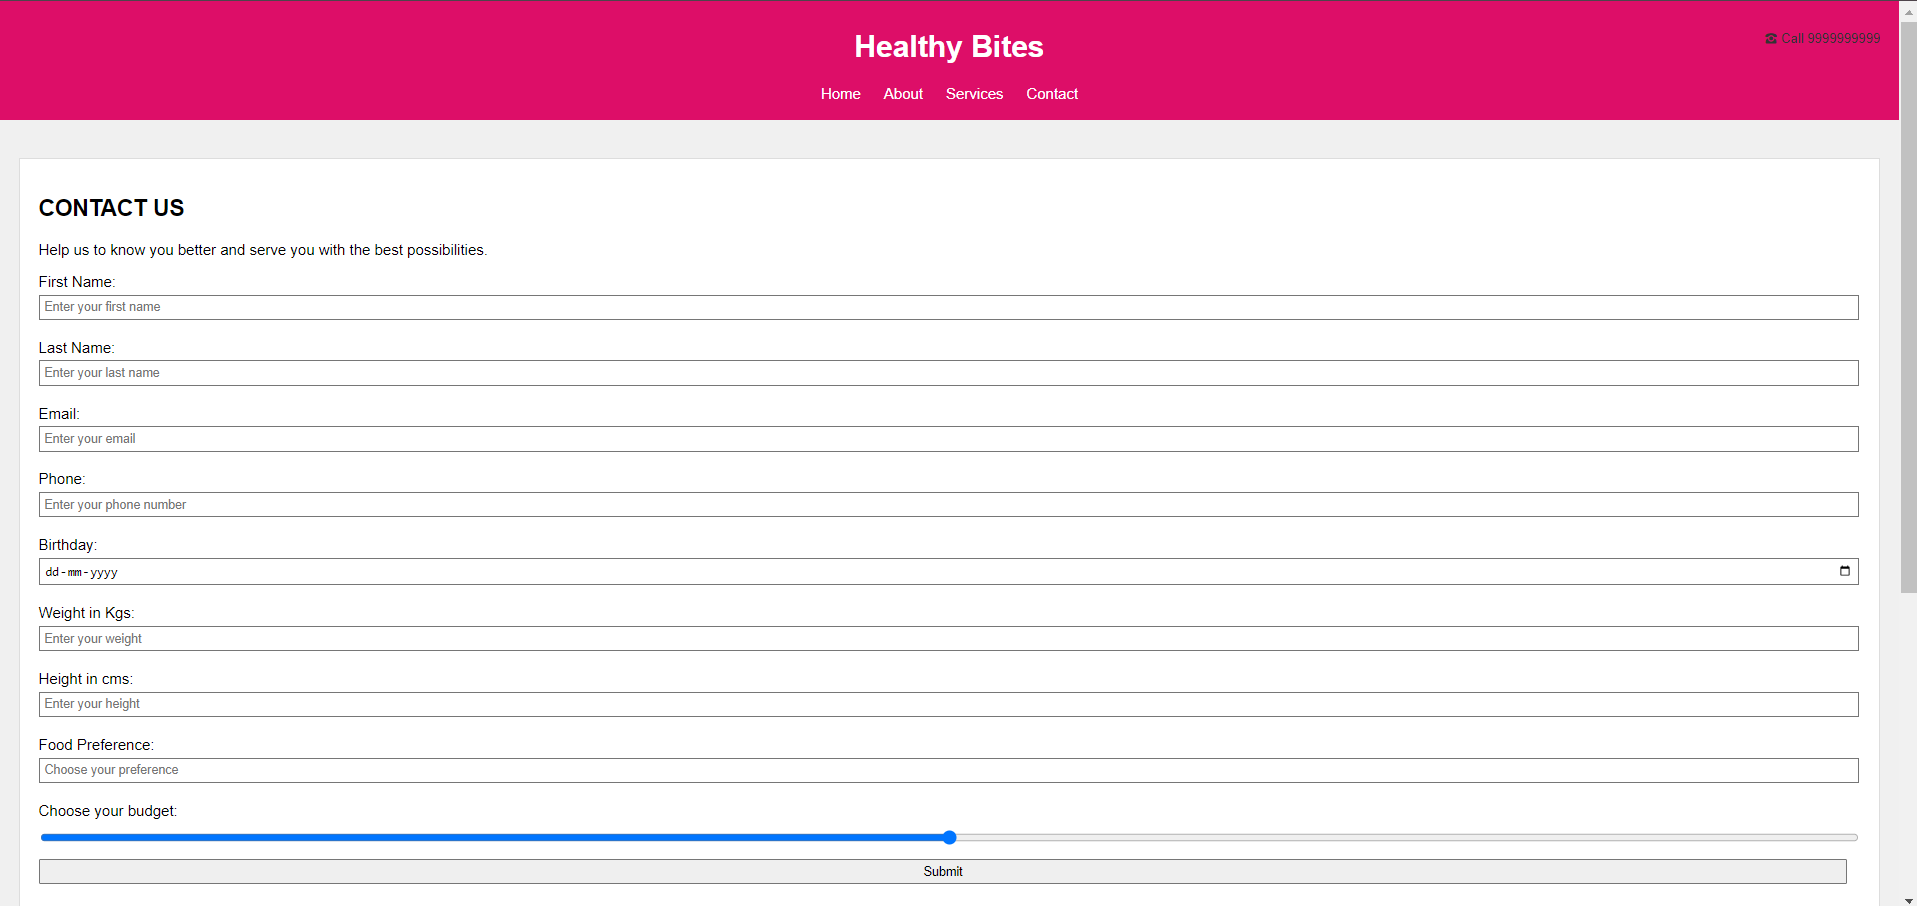 Healthy Bites
☎ Call 9999999999
Home About Services Contact
CONTACT US
Help us to know you better and serve you with the best possibilities.
First Name:
Enter your first name
Last Name:
Enter your last name
Email:
Enter your email
Phone:
Enter your phone number
Birthday:
dd-mm-yyyy
Weight in Kgs:
Enter your weight
Height in cms:
Enter your height
Food Preference:
Choose your preference
Choose your budget:
Submit